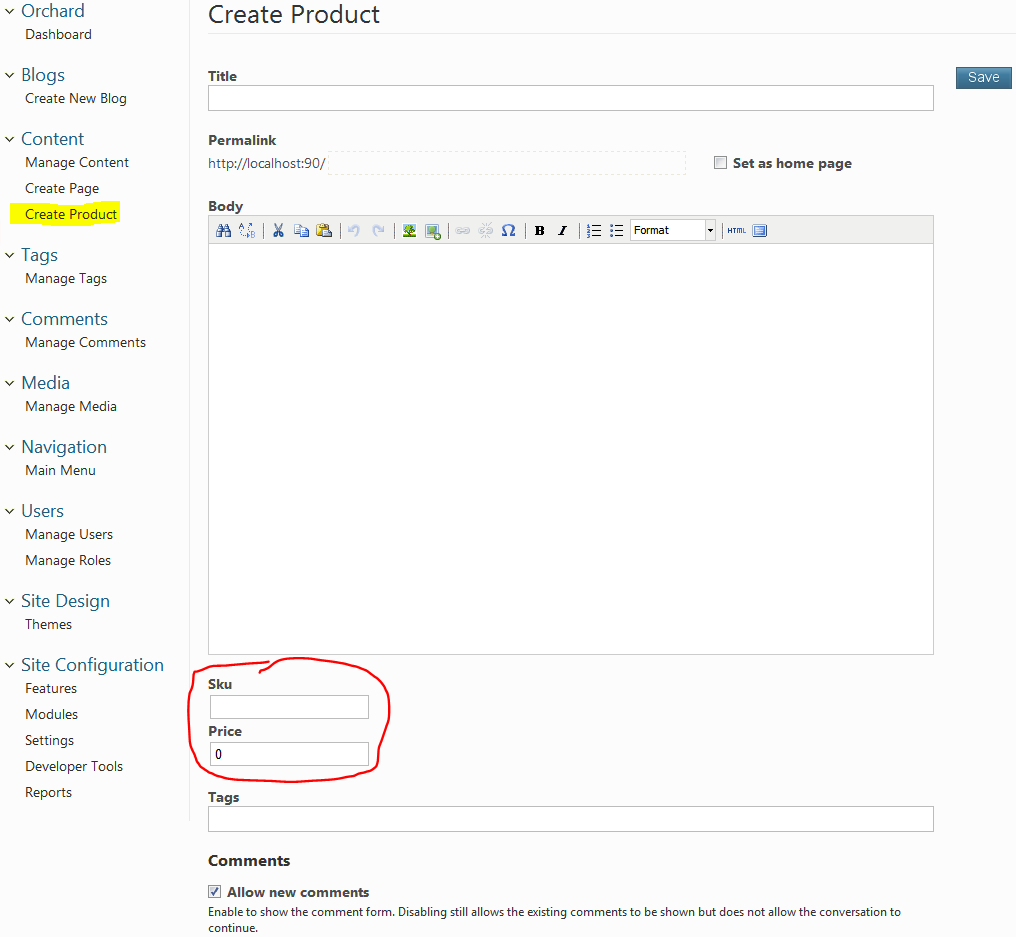 Orchard
Dashboard
Blogs
Create New Blog
Content
Manage Content
Create Page
Create Product
Tags
Manage Tags
Comments
Manage Comments
Media
Manage Media
Navigation
Main Menu
Users
Manage Users
Manage Roles
Site Design
Themes
Site Configuration
Features
Modules
Settings
Developer Tools
Reports
Create Product
Title
Save
Permalink
http://localhost:90/
Set as home page
Body
B I Format HTML
Sku
Price
0
Tags
Comments
Allow new comments
Enable to show the comment form. Disabling still allows the existing comments to be shown but does not allow the conversation to
continue.